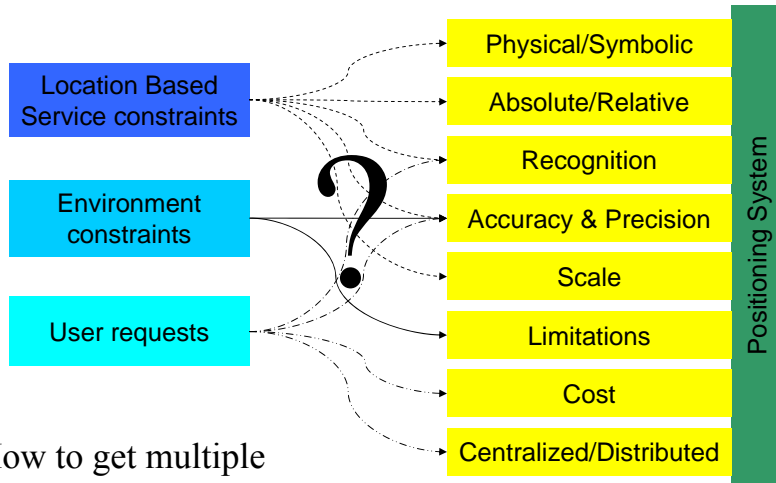 Location Based
Service constraints
Environment
constraints
User requests
?
Physical/Symbolic
Absolute/Relative
Recognition
Accuracy & Precision
Scale
Limitations
Cost
Centralized/Distributed
Positioning System
How to get multiple